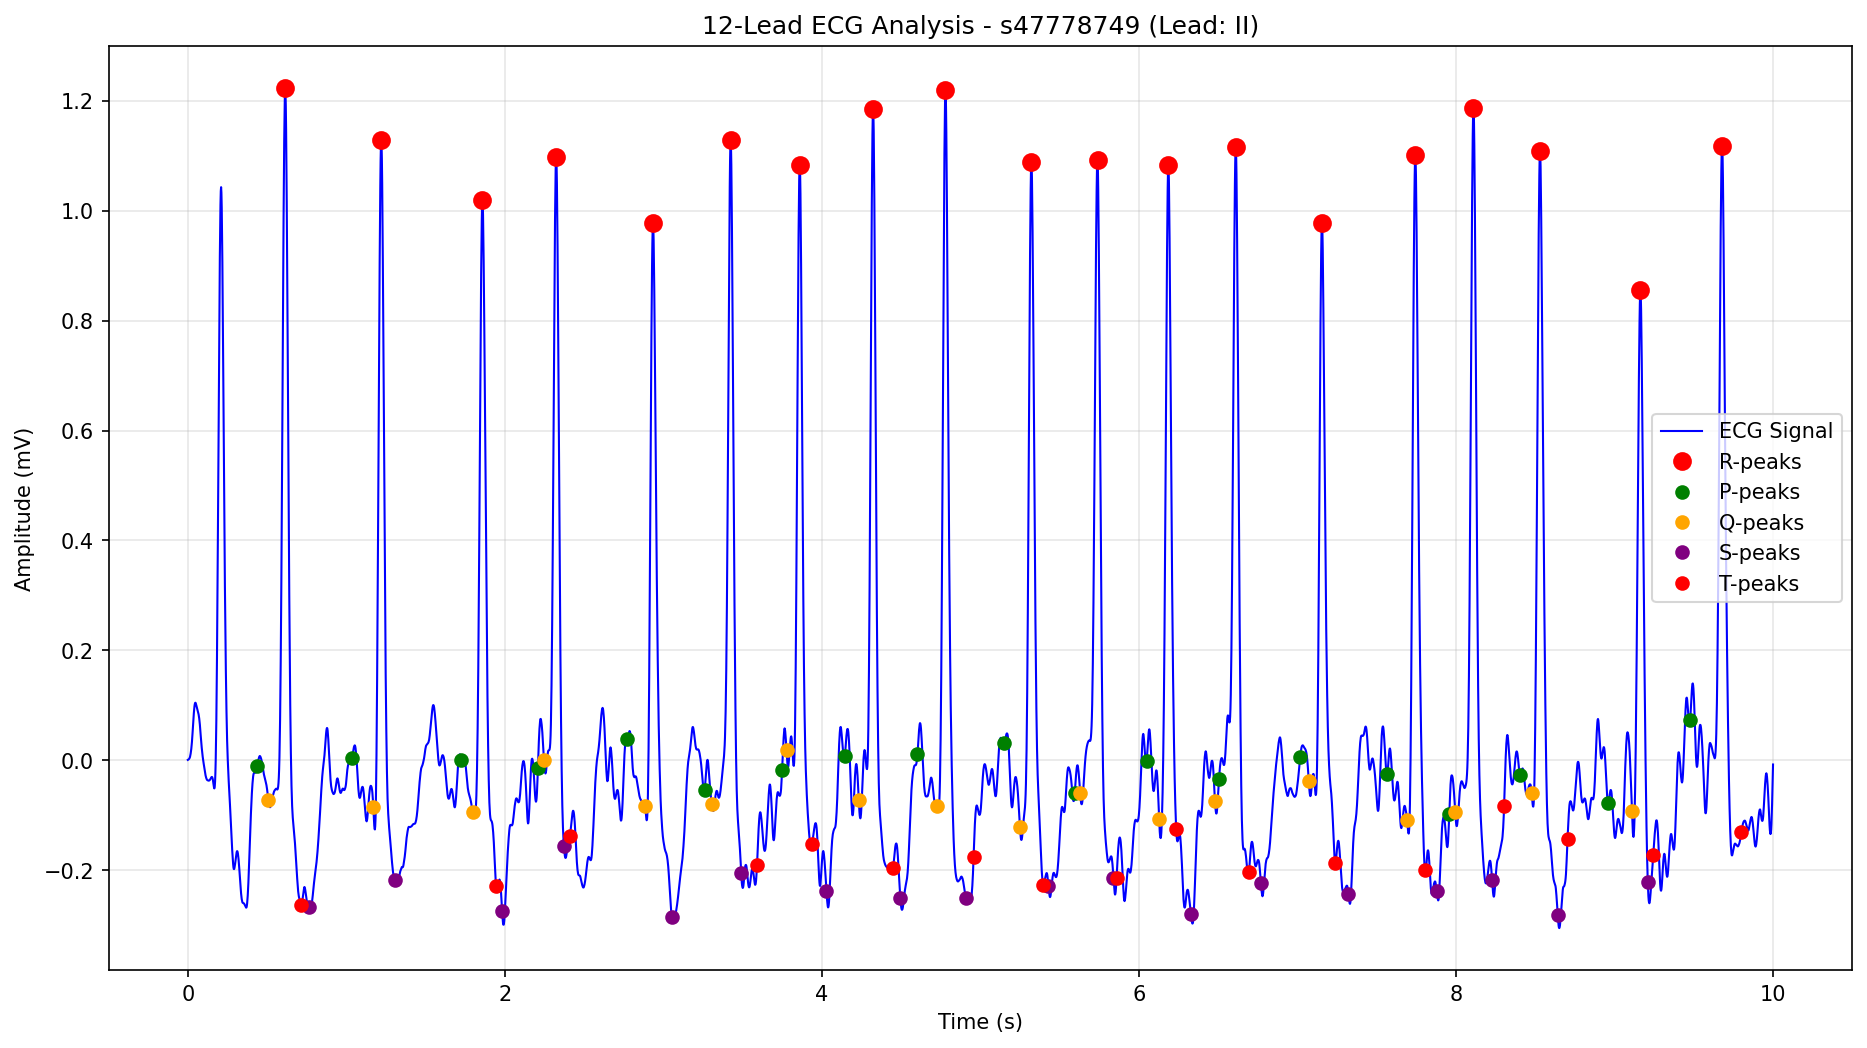 12-Lead ECG Analysis - s47778749 (Lead: II)
Amplitude (mV)
1.2
1.0
0.8
0.6
0.4
0.2
0.0
−0.2
ECG Signal
R-peaks
P-peaks
Q-peaks
S-peaks
T-peaks
0
2
4
6
8
10
Time (s)